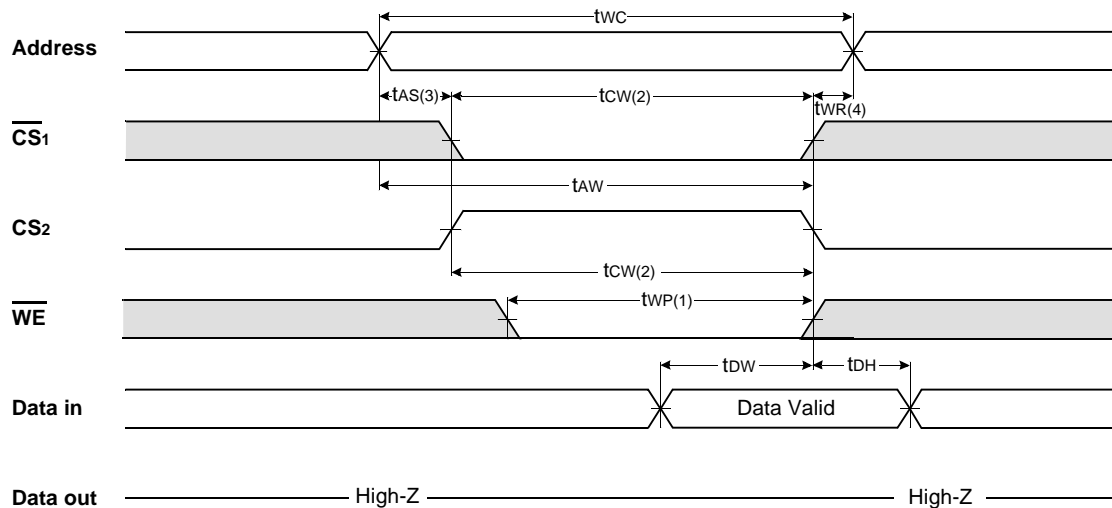 tWC
Address
tAS(3) tCW(2) tWR(4)
CS1
tAW
CS2
tCW(2)
tWP(1)
WE
tDW tDH
Data in Data Valid
Data out High-Z High-Z